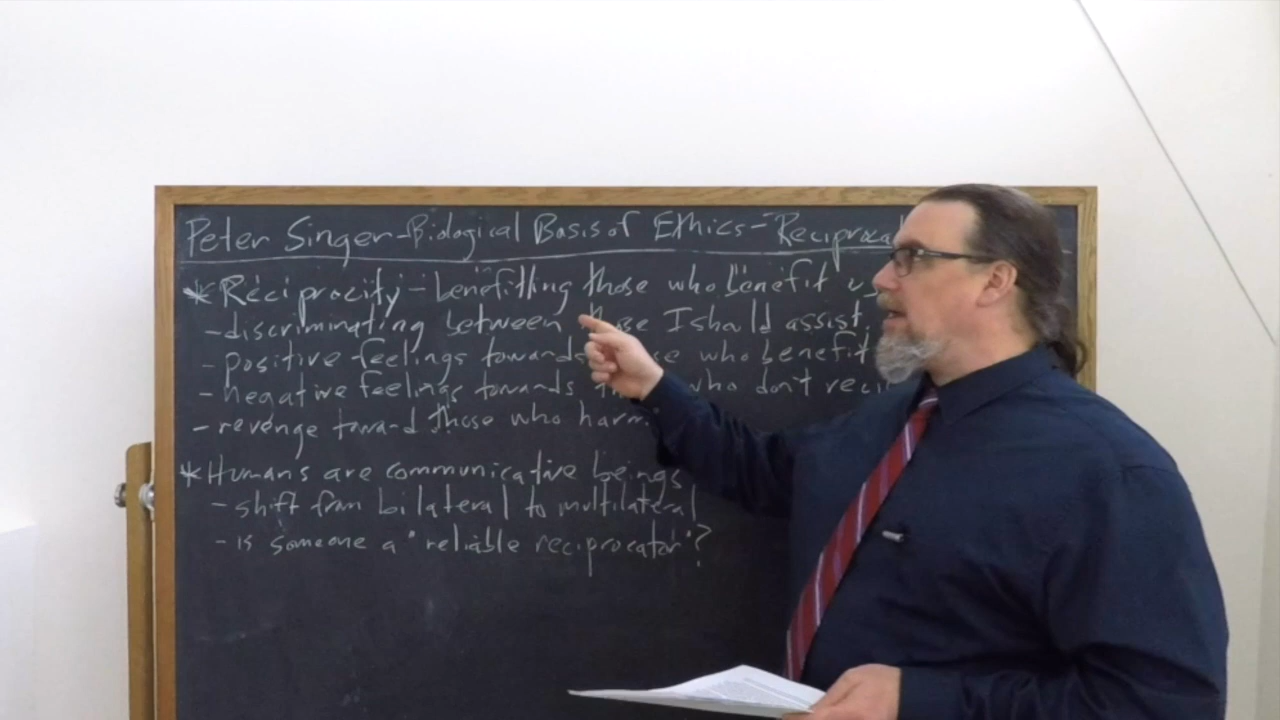 Peter Singer - Biological Basis of Ethics - Reciproca
* Reciprocity - benefitting those who benefit us
- discriminating between those I should assist
- positive feelings towards those who benefit
- negative feelings towards who don't reci
- revenge toward those who harm
* Humans are communicative beings
- shift from bilateral to multilateral
- is someone a "reliable reciprocator"?